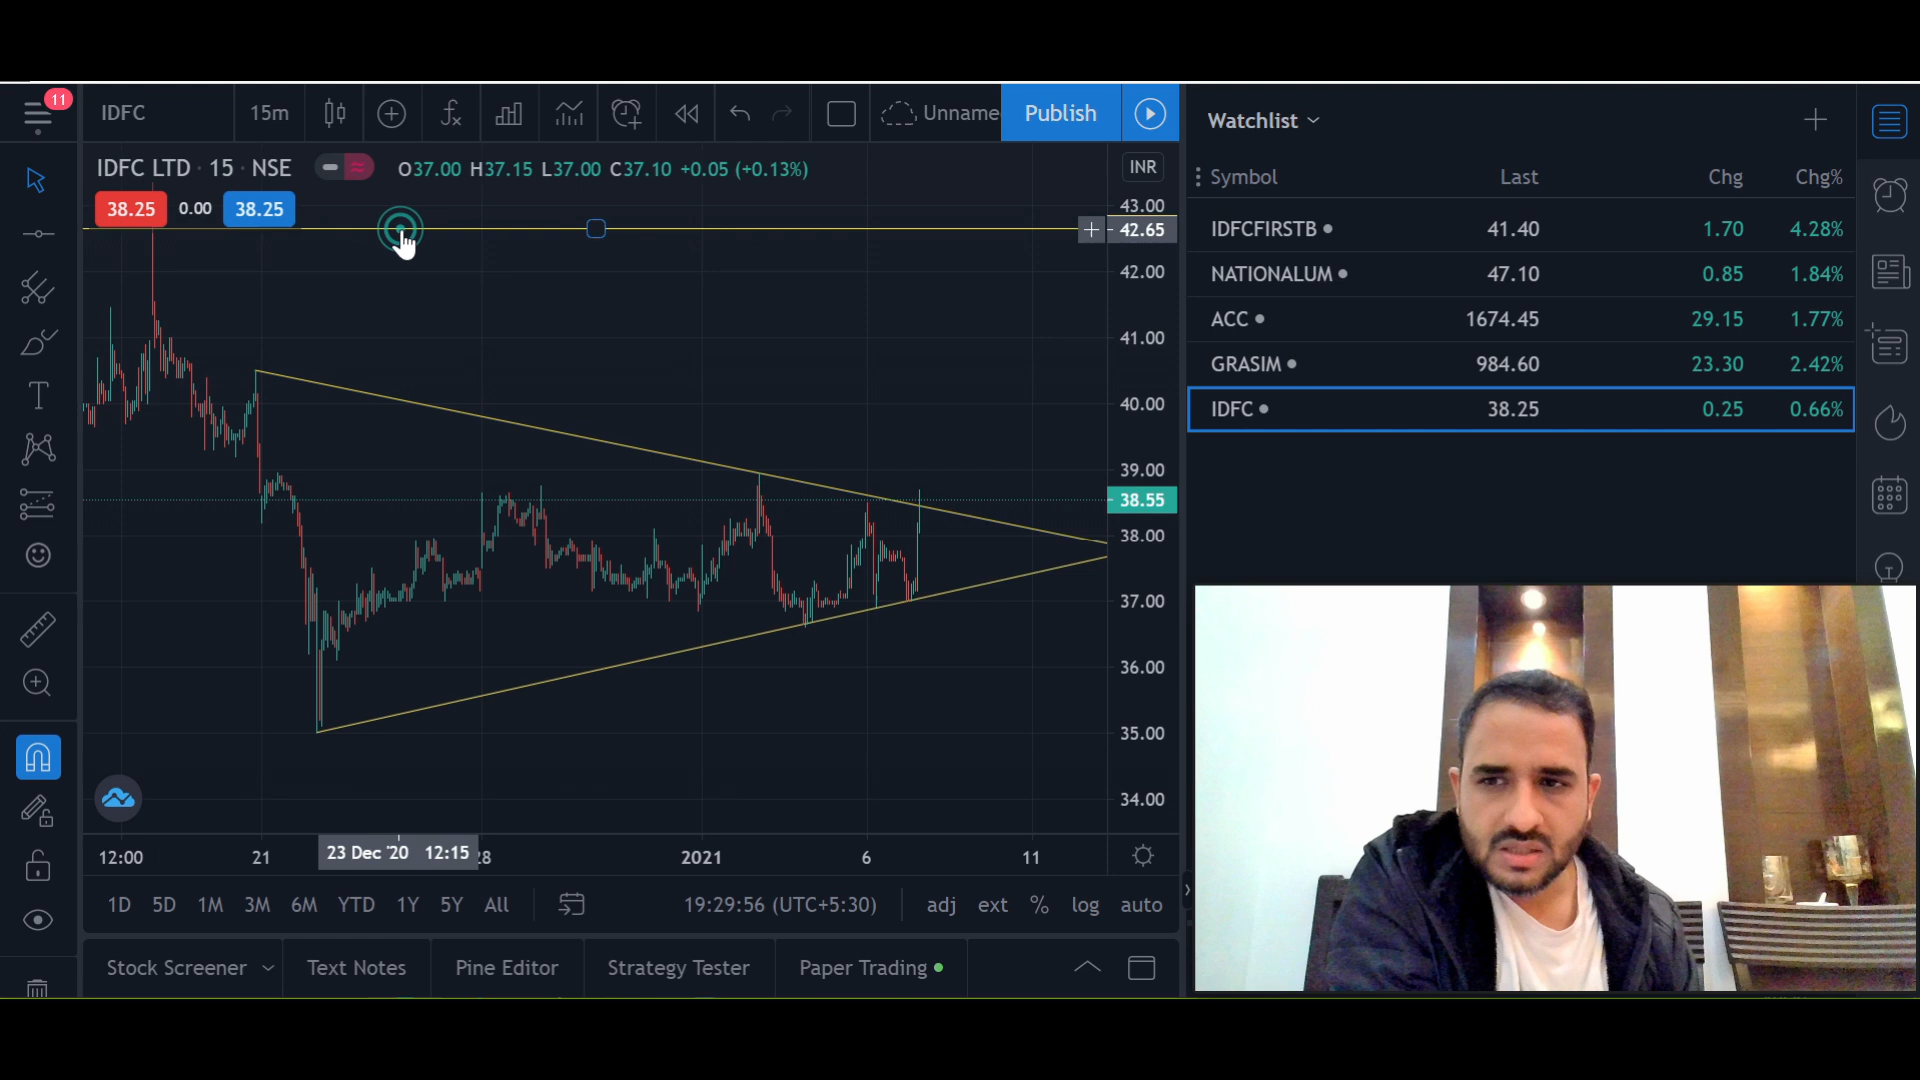 11
IDFC
15m
Unname
Publish
IDFC LTD · 15 · NSE
O37.00 H37.15 L37.00 C37.10 +0.05 (+0.13%)
INR
38.25
0.00
38.25
43.00
42.65
42.00
41.00
40.00
39.00
38.55
38.00
37.00
36.00
35.00
34.00
12:00
21
23 Dec '20 12:15
28
2021
6
11
1D 5D 1M 3M 6M YTD 1Y 5Y All
19:29:56 (UTC+5:30)
adj ext % log auto
Stock Screener
Text Notes
Pine Editor
Strategy Tester
Paper Trading
Watchlist
Symbol Last Chg Chg%
IDFCFIRSTB 41.40 1.70 4.28%
NATIONALUM 47.10 0.85 1.84%
ACC 1674.45 29.15 1.77%
GRASIM 984.60 23.30 2.42%
IDFC 38.25 0.25 0.66%